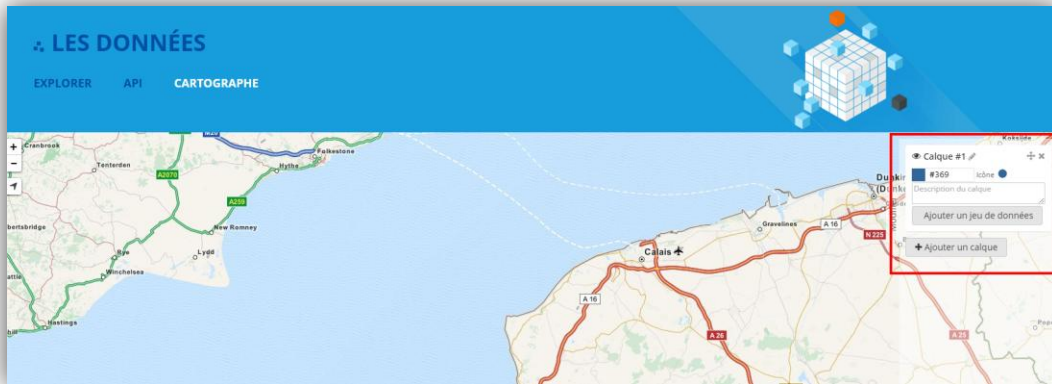 LES DONNÉES
EXPLORER API CARTOGRAPHE
+
−
Cranbrook
Tenterden
A2070
Folkestone
Hythe
A259
New Romney
Lydd
Rye
Winchelsea
Hastings
Calais
A 16
A 26
Gravelines
A 16
N 225
A 25
Koksijde
Calque #1
#369 Icône
Description du calque
Ajouter un jeu de données
+ Ajouter un calque